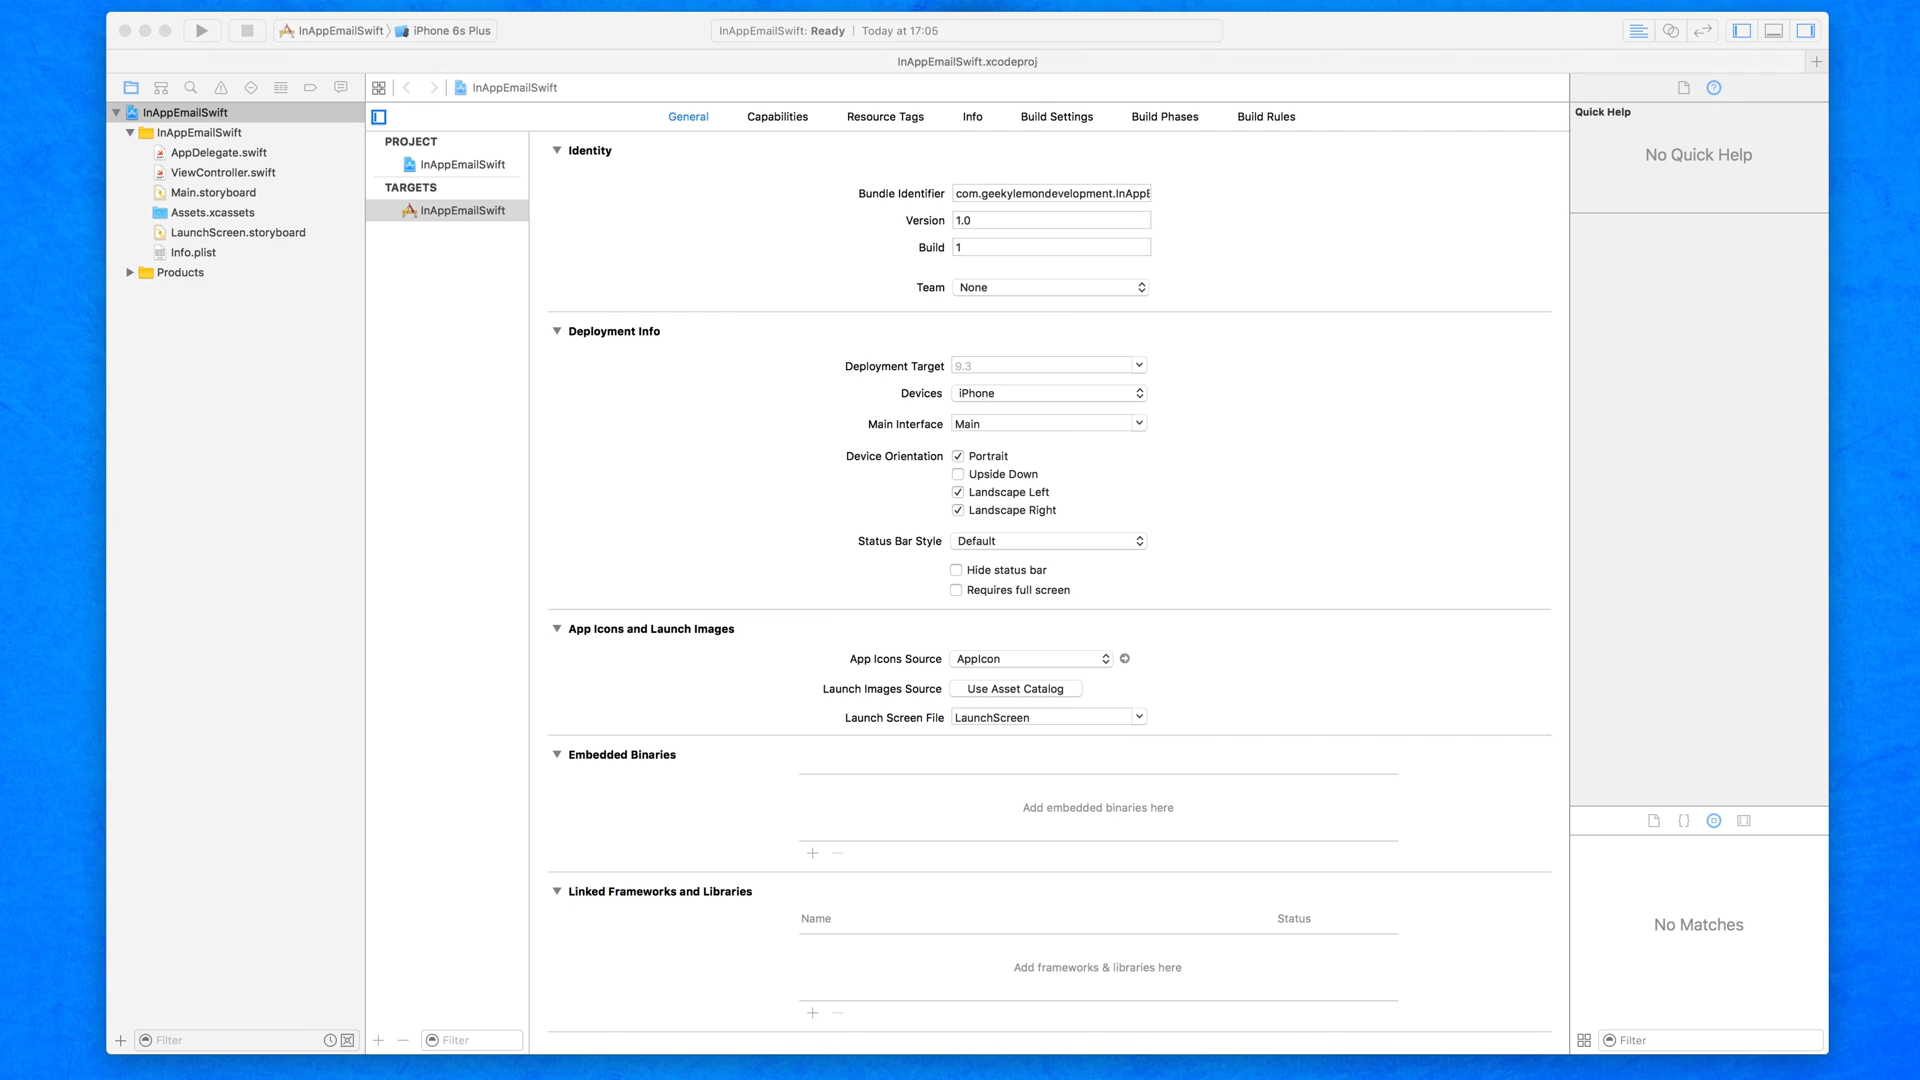 InAppEmailSwift iPhone 6s Plus
InAppEmailSwift: Ready | Today at 17:05
InAppEmailSwift.xcodeproj
InAppEmailSwift
InAppEmailSwift
AppDelegate.swift
ViewController.swift
Main.storyboard
Assets.xcassets
LaunchScreen.storyboard
Info.plist
Products
Filter
InAppEmailSwift
General Capabilities Resource Tags Info Build Settings Build Phases Build Rules
PROJECT
InAppEmailSwift
TARGETS
InAppEmailSwift
Filter
Identity
Bundle Identifier com.geekylemondevelopment.InAppE
Version 1.0
Build 1
Team None
Deployment Info
Deployment Target 9.3
Devices iPhone
Main Interface Main
Device Orientation Portrait
Upside Down
Landscape Left
Landscape Right
Status Bar Style Default
Hide status bar
Requires full screen
App Icons and Launch Images
App Icons Source AppIcon
Launch Images Source Use Asset Catalog
Launch Screen File LaunchScreen
Embedded Binaries
Add embedded binaries here
Linked Frameworks and Libraries
Name Status
Add frameworks & libraries here
Quick Help
No Quick Help
No Matches
Filter